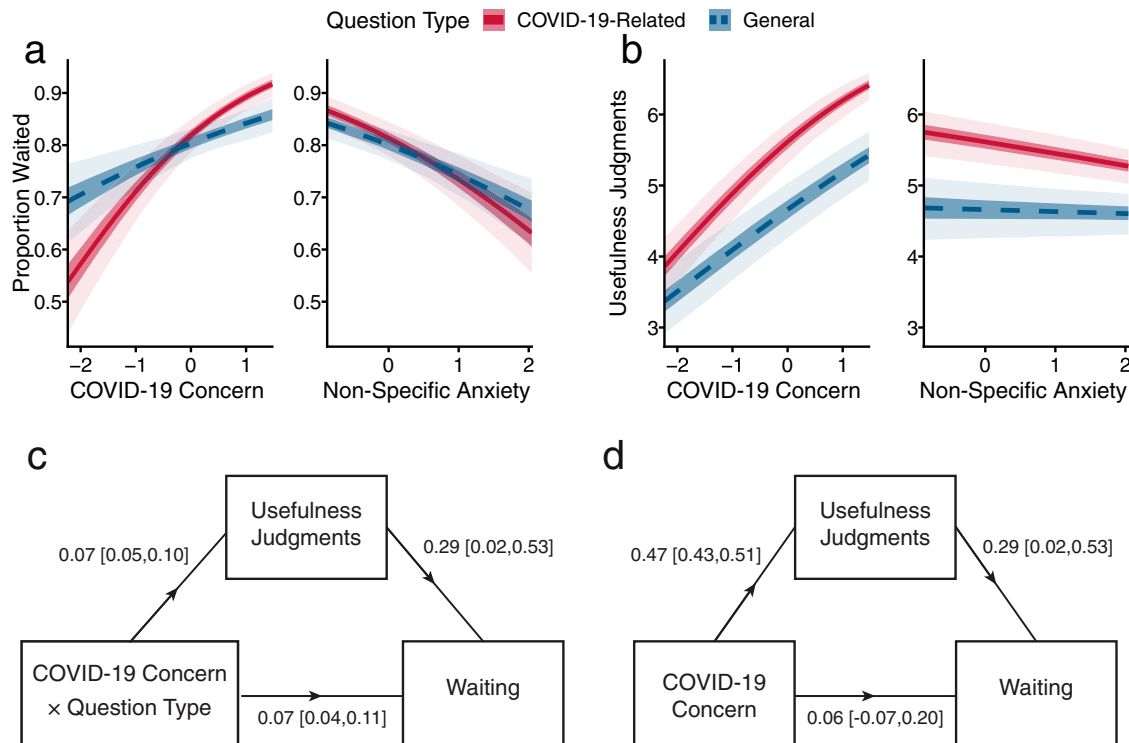 Question Type COVID-19-Related General
a
b
Proportion Waited
0.9
0.8
0.7
0.6
0.5
−2 −1 0 1
COVID-19 Concern
0.9
0.8
0.7
0.6
0.5
0 1 2
Non-Specific Anxiety
Usefulness Judgments
6
5
4
3
−2 −1 0 1
COVID-19 Concern
6
5
4
3
0 1 2
Non-Specific Anxiety
c
Usefulness
Judgments
0.07 [0.05,0.10]
0.29 [0.02,0.53]
COVID-19 Concern
× Question Type
Waiting
0.07 [0.04,0.11]
d
Usefulness
Judgments
0.47 [0.43,0.51]
0.29 [0.02,0.53]
COVID-19
Concern
Waiting
0.06 [-0.07,0.20]